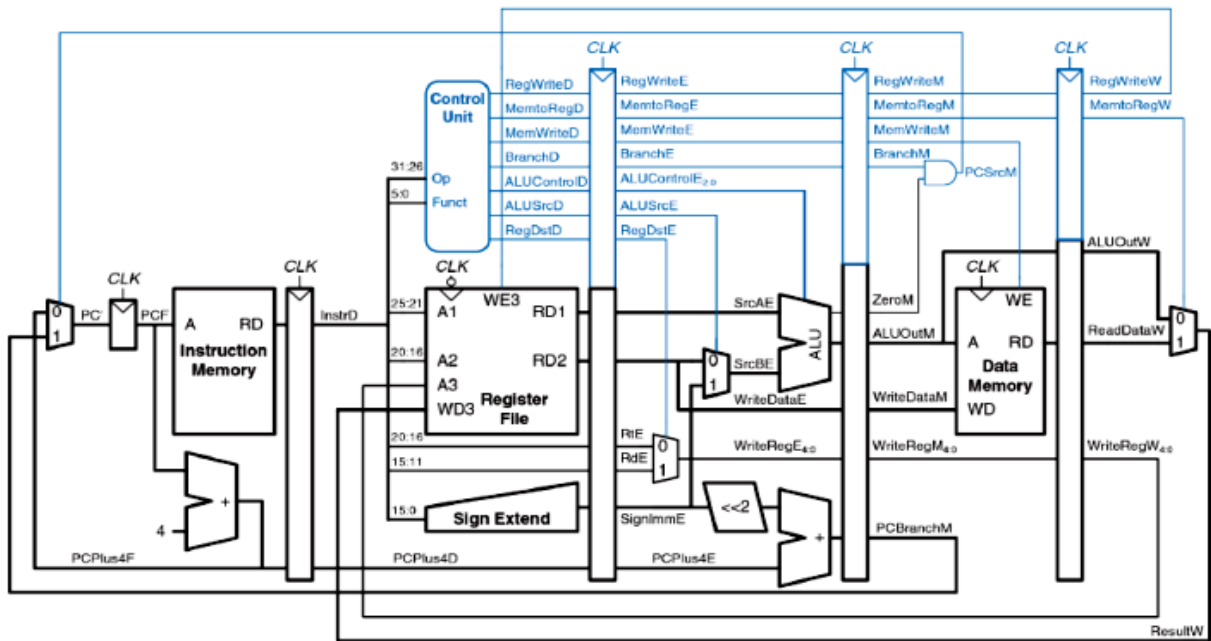 CLK CLK CLK
Control Unit
RegWriteD RegWriteE RegWriteM RegWriteW
MemtoRegD MemtoRegE MemtoRegM MemtoRegW
MemWriteD MemWriteE MemWriteM
BranchD BranchE BranchM
31:26 Op
PCSrcM
ALUControlD ALUControlE2:0
5:0 Funct
ALUSrcD ALUSrcE
RegDstD RegDstE
ALUOutW
CLK CLK CLK CLK
0 1 PC' PCF
A RD
Instruction Memory
InstrD
25:21 A1 WE3 RD1
SrcAE
ALU
ZeroM
ALUOutM
WE
A RD
Data Memory
WD
ReadDataW
0 1
20:16 A2 RD2
0 1 SrcBE
A3
WD3
Register File
WriteDataE WriteDataM
20:16 RtE
0 1
15:11 RdE
WriteRegE4:0 WriteRegM4:0 WriteRegW4:0
15:0 Sign Extend
SignImmE
<<2
+
4
+
PCBranchM
PCPlus4F PCPlus4D PCPlus4E
ResultW